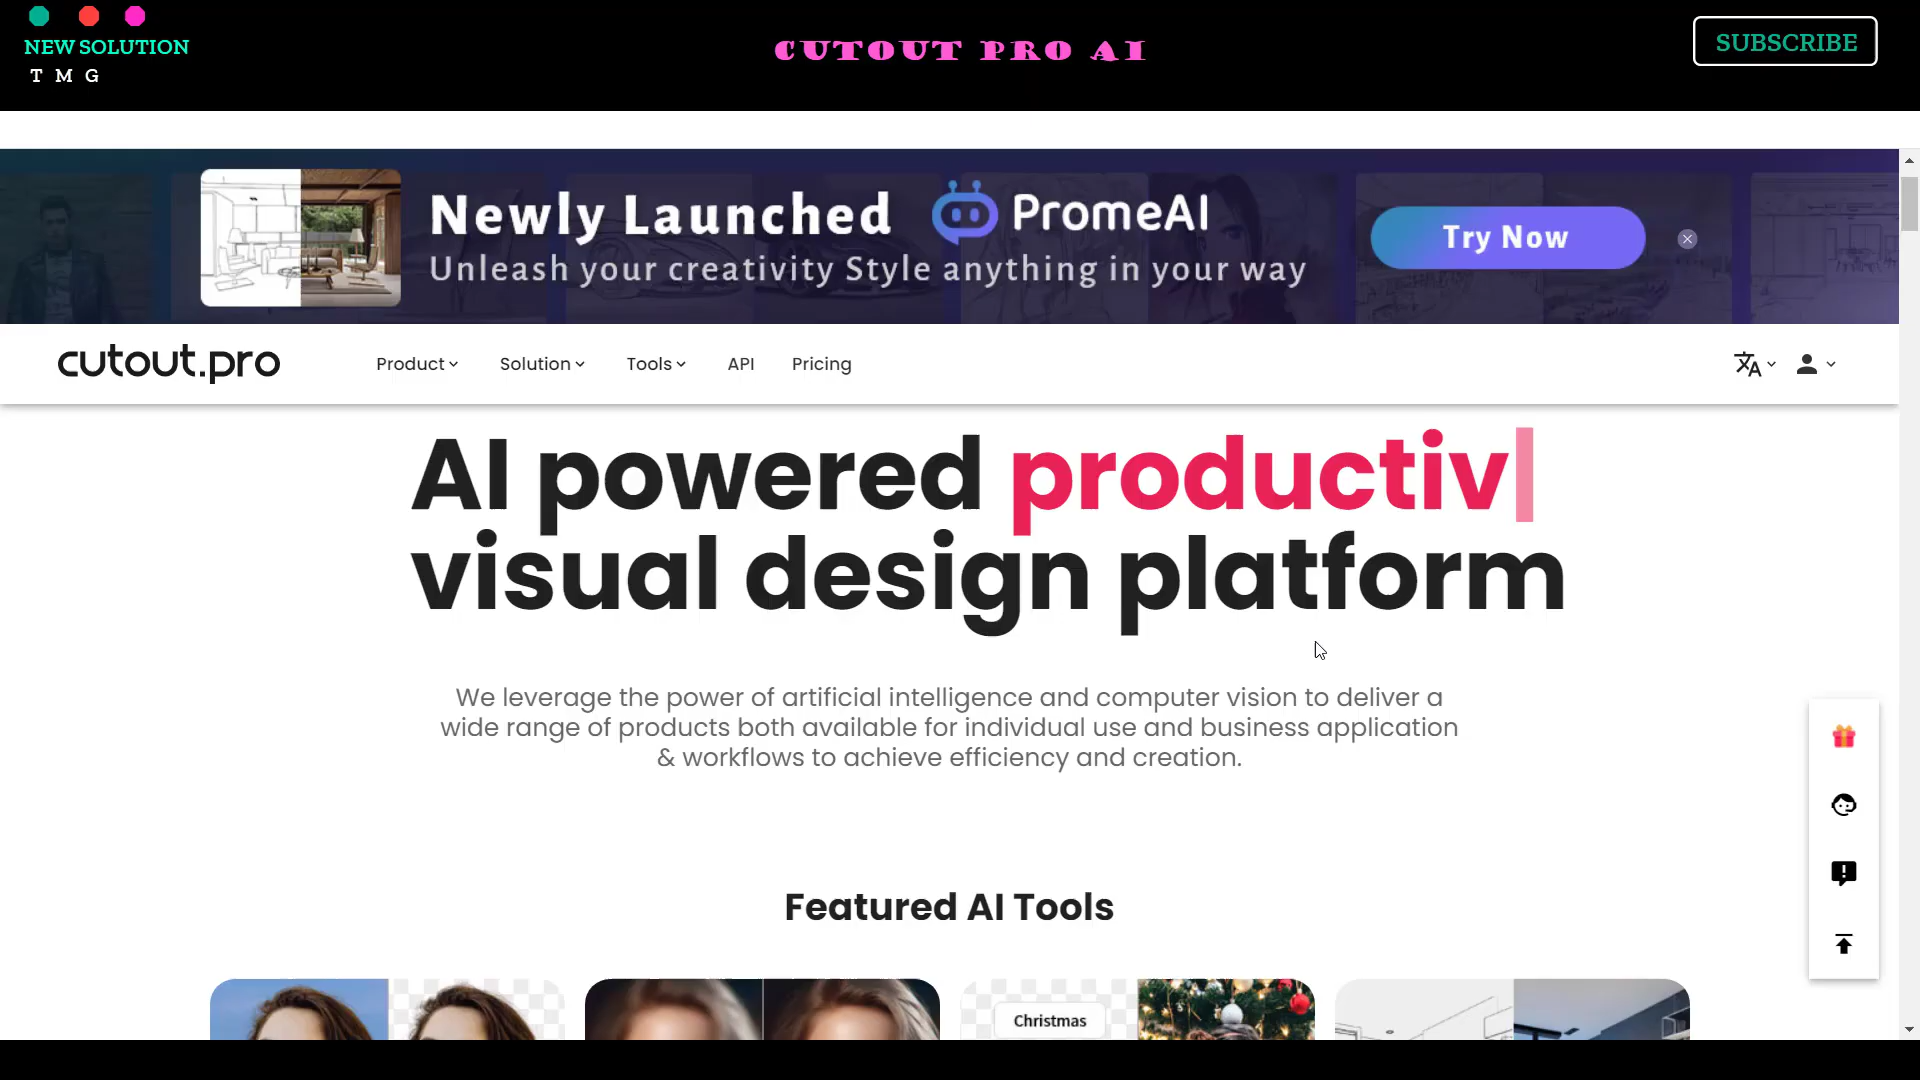 NEW SOLUTION
T M G
CUTOUT PRO AI
SUBSCRIBE
Newly Launched PromeAI
Unleash your creativity Style anything in your way
Try Now
cutout.pro
Product Solution Tools API Pricing
AI powered productiv
visual design platform
We leverage the power of artificial intelligence and computer vision to deliver a
wide range of products both available for individual use and business application
& workflows to achieve efficiency and creation.
Featured AI Tools
Christmas